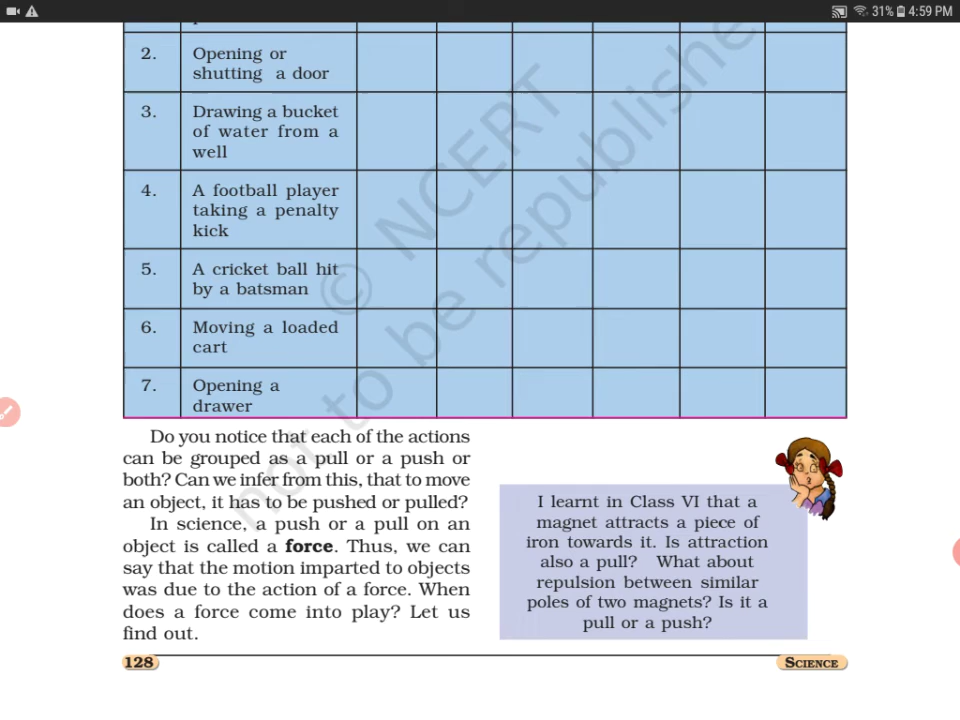 31% 4:59 PM
2. Opening or
shutting a door
3. Drawing a bucket
of water from a
well
4. A football player
taking a penalty
kick
5. A cricket ball hit
by a batsman
6. Moving a loaded
cart
7. Opening a
drawer
© NCERT
not to be republished
Do you notice that each of the actions
can be grouped as a pull or a push or
both? Can we infer from this, that to move
an object, it has to be pushed or pulled?
In science, a push or a pull on an
object is called a force. Thus, we can
say that the motion imparted to objects
was due to the action of a force. When
does a force come into play? Let us
find out.
I learnt in Class VI that a
magnet attracts a piece of
iron towards it. Is attraction
also a pull? What about
repulsion between similar
poles of two magnets? Is it a
pull or a push?
128
SCIENCE